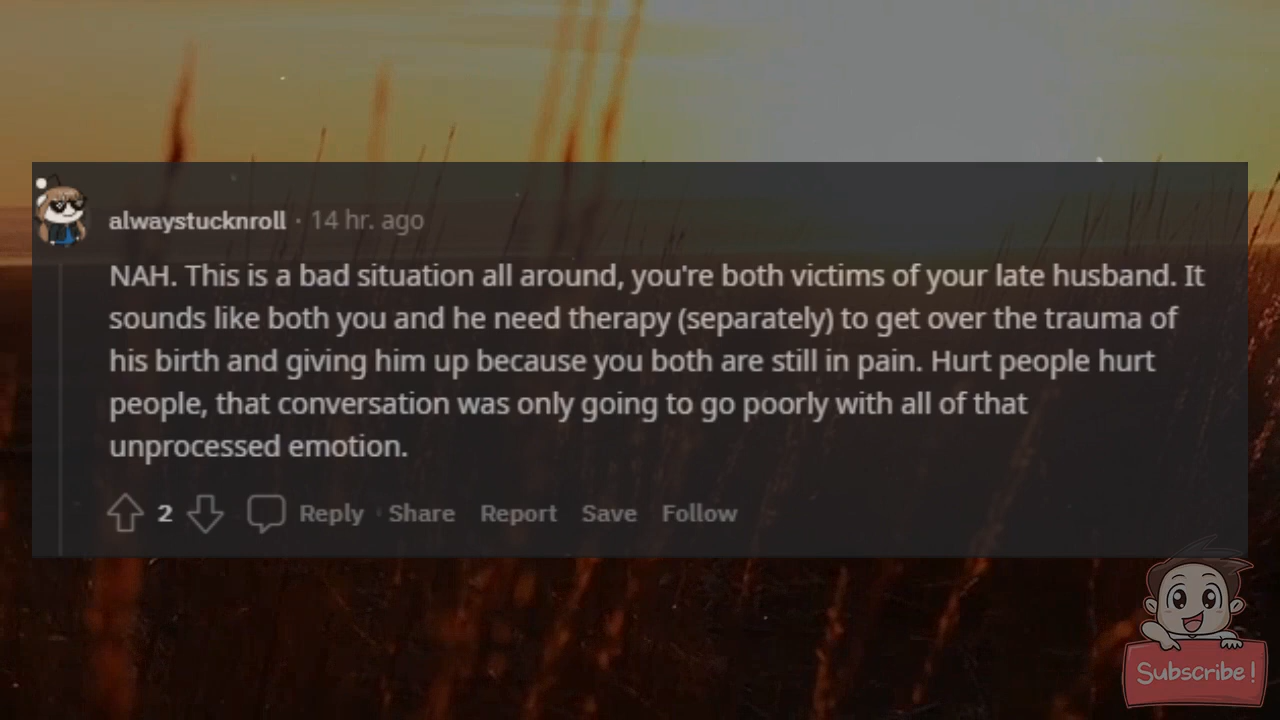 alwaystucknroll · 14 hr. ago
NAH. This is a bad situation all around, you're both victims of your late husband. It
sounds like both you and he need therapy (separately) to get over the trauma of
his birth and giving him up because you both are still in pain. Hurt people hurt
people, that conversation was only going to go poorly with all of that
unprocessed emotion.
2 Reply Share Report Save Follow
Subscribe!